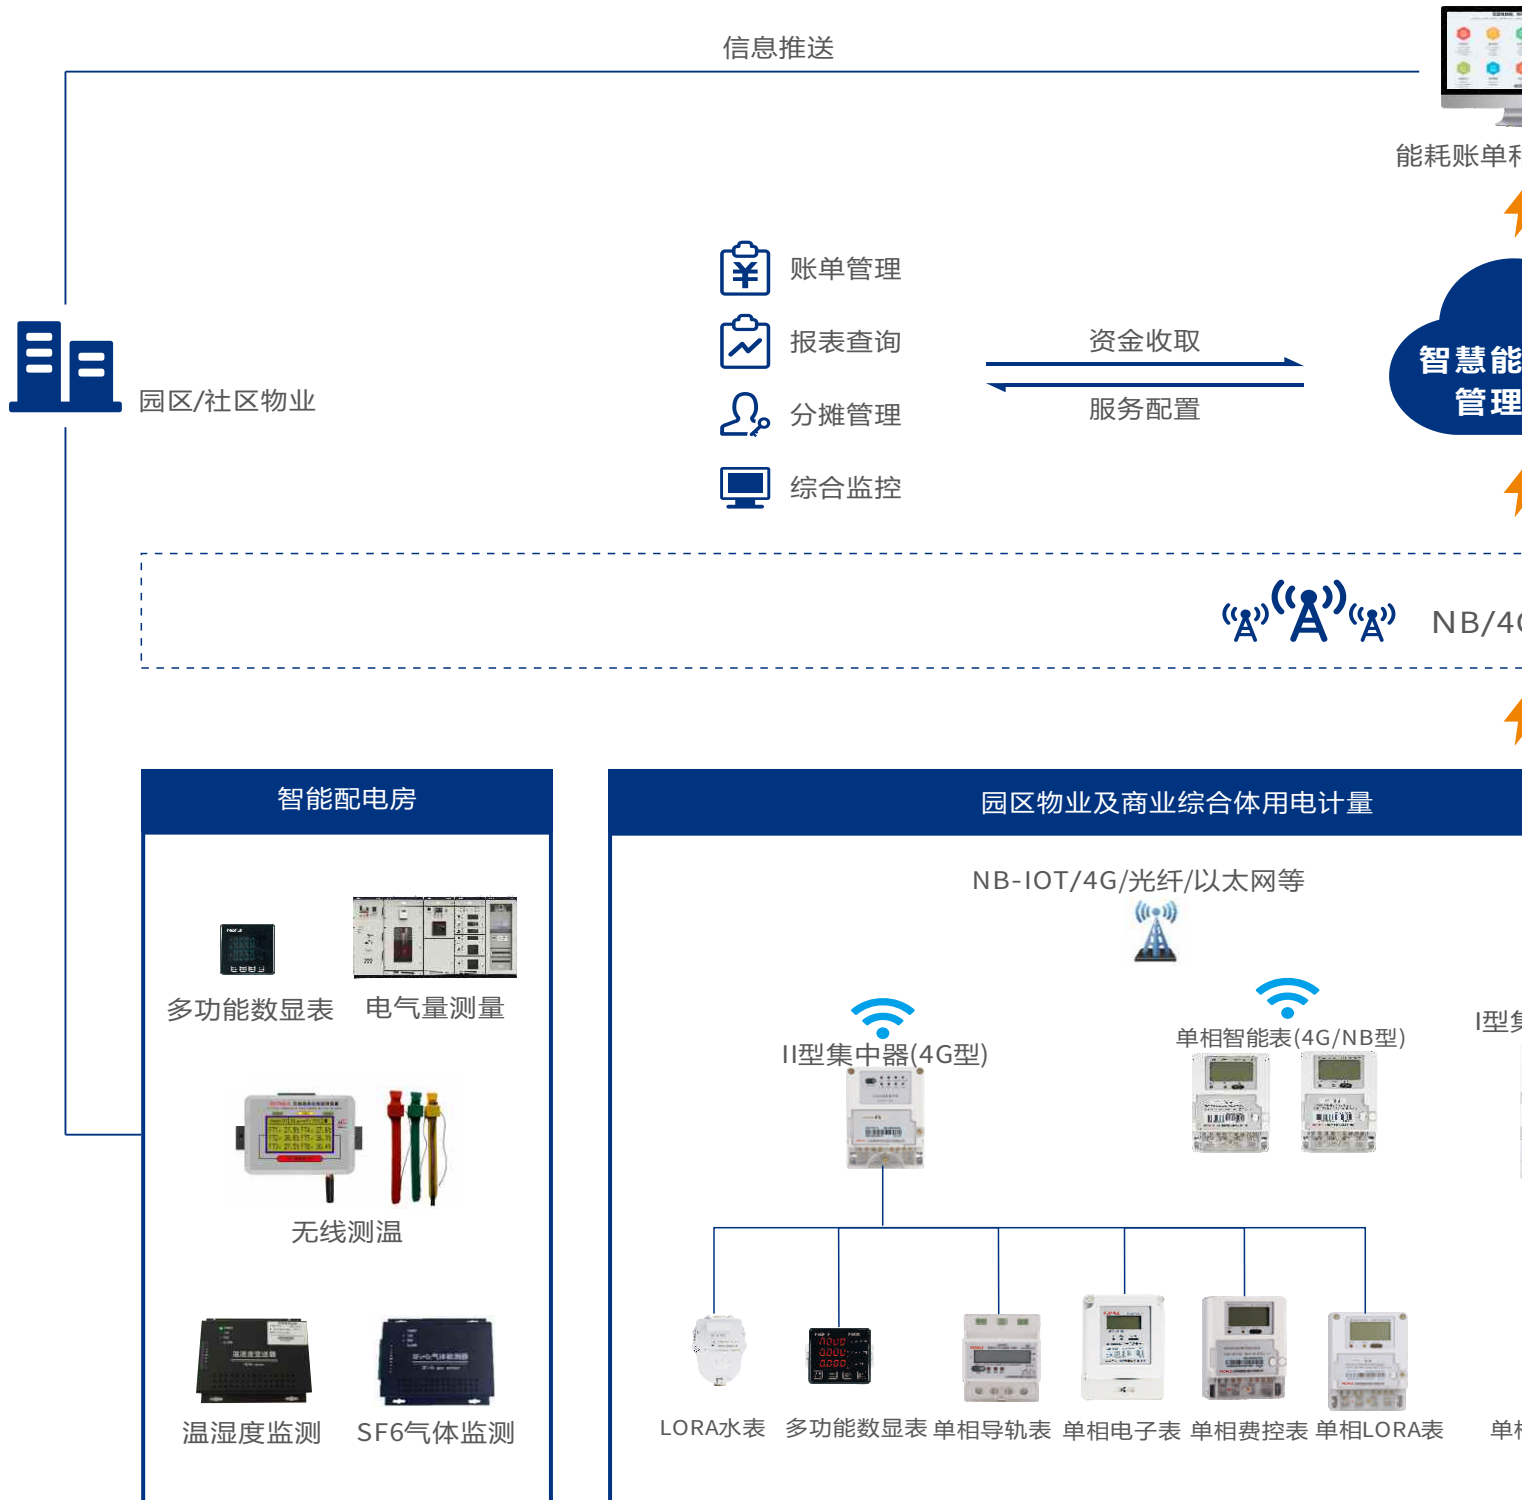 信息推送
能耗账单和
账单管理
报表查询
分摊管理
综合监控
资金收取
服务配置
智慧能
管理
园区/社区物业
NB/4G
智能配电房
园区物业及商业综合体用电计量
NB-IOT/4G/光纤/以太网等
多功能数显表
电气量测量
II型集中器(4G型)
单相智能表(4G/NB型)
I型集
无线测温
温湿度监测
SF6气体监测
LORA水表
多功能数显表
单相导轨表
单相电子表
单相费控表
单相LORA表
单相